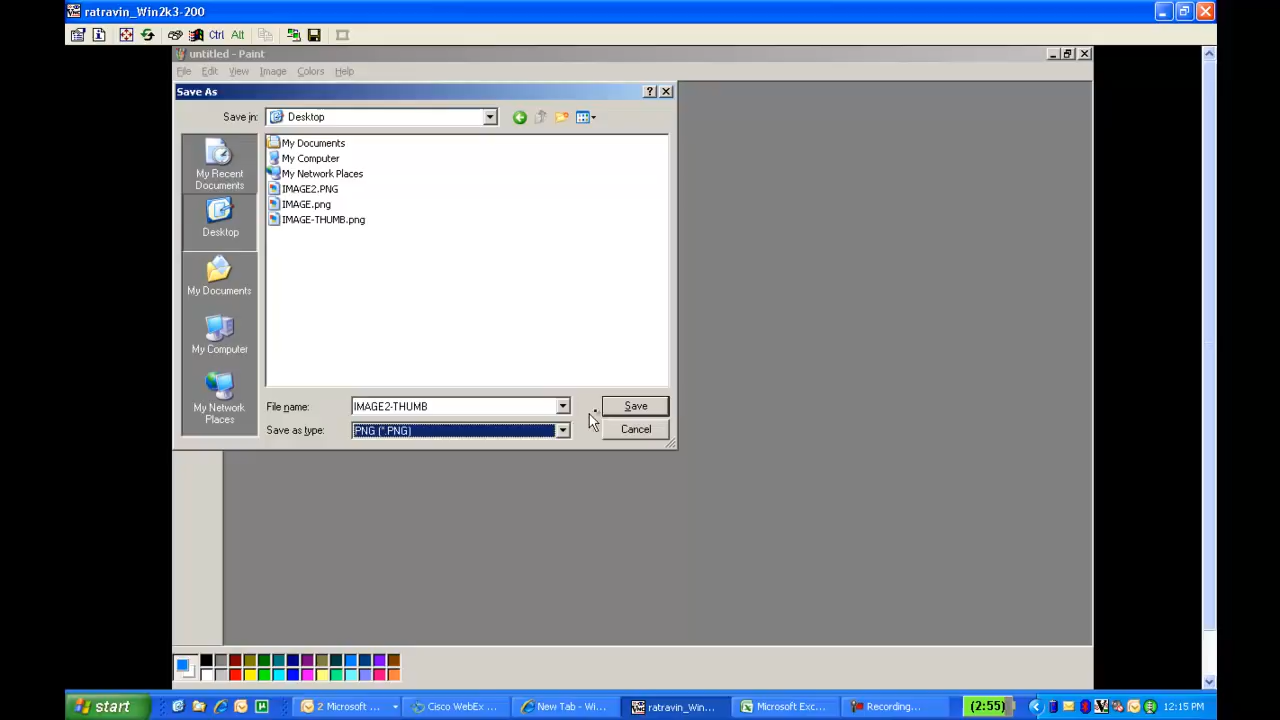 ratravin_Win2k3-200
Ctrl Alt
untitled - Paint
File Edit View Image Colors Help
Save As
Save in: Desktop
My Recent Documents
Desktop
My Documents
My Computer
My Network Places
My Documents
My Computer
My Network Places
IMAGE2.PNG
IMAGE.png
IMAGE-THUMB.png
File name: IMAGE2-THUMB Save
Save as type: PNG (*.PNG) Cancel
start 2 Microsoft ... Cisco WebEx ... New Tab - Wi... ratravin_Win... Microsoft Exc... Recording... (2:55) 12:15 PM